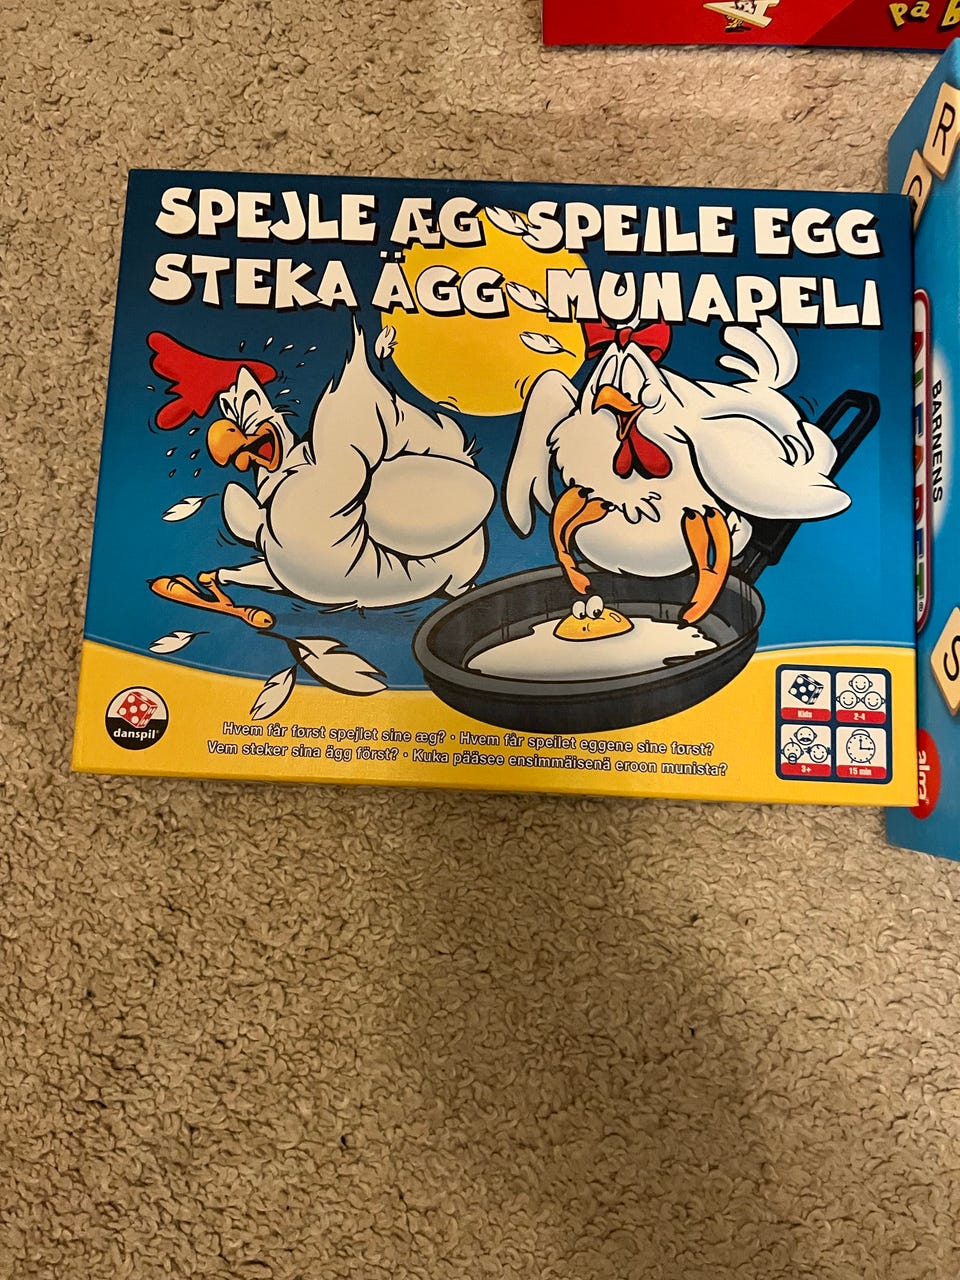 På
SPEJLE ÆG SPEILE EGG
STEKA ÄGG MUNAPELI
Hvem får først spejlet sine æg? · Hvem får speilet eggene sine først?
Vem steker sina ägg först? · Kuka pääsee ensimmäisenä eroon munista?
danspil®
Kids
2-4
3+
15 min
R
BARNENS
ALFABET®
S
alga